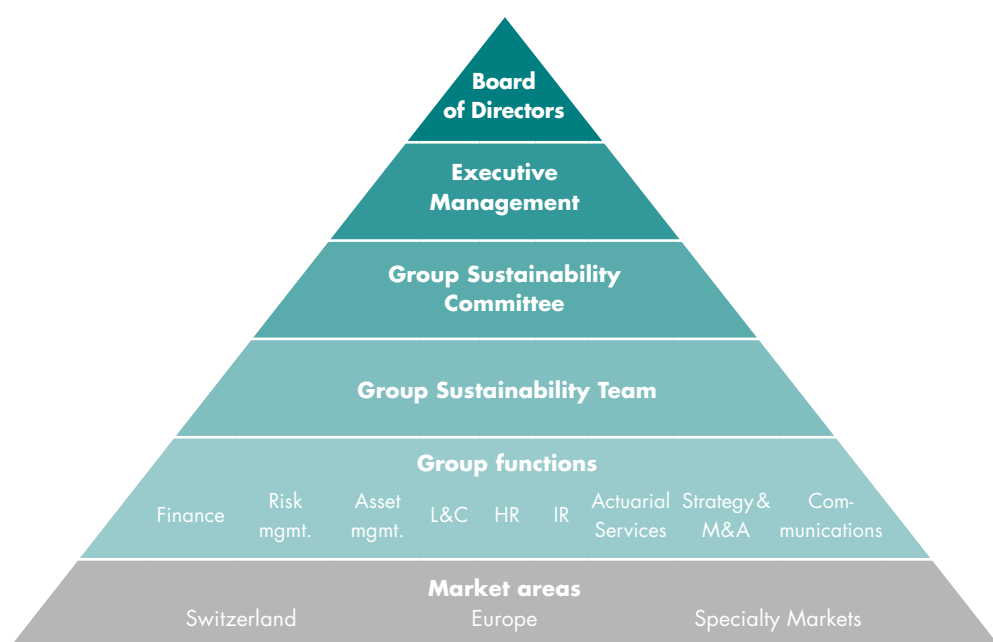 Board
of Directors
Executive
Management
Group Sustainability
Committee
Group Sustainability Team
Group functions
Finance
Risk
mgmt.
Asset
mgmt.
L&C
HR
IR
Actuarial
Services
Strategy &
M&A
Com-
munications
Market areas
Switzerland
Europe
Specialty Markets